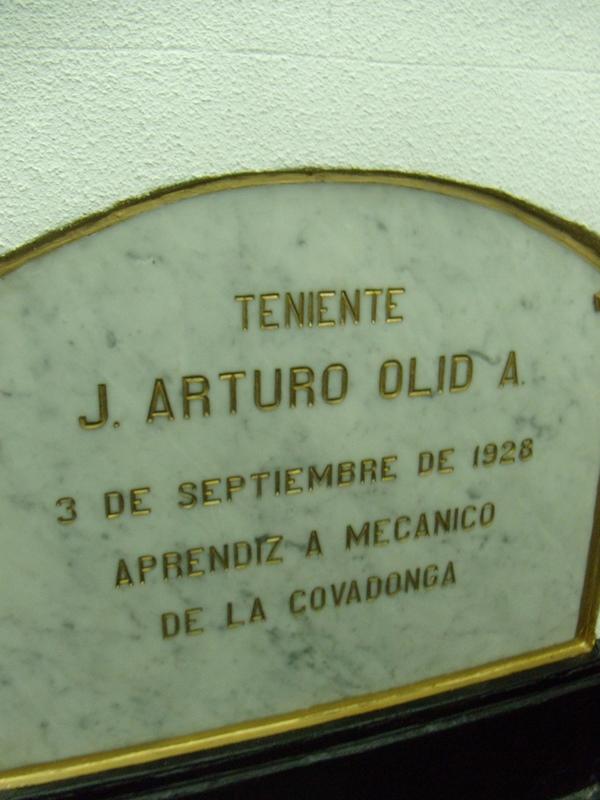 TENIENTE
J. ARTURO OLID A.
3 DE SEPTIEMBRE DE 1928
APRENDIZ A MECANICO
DE LA COVADONGA